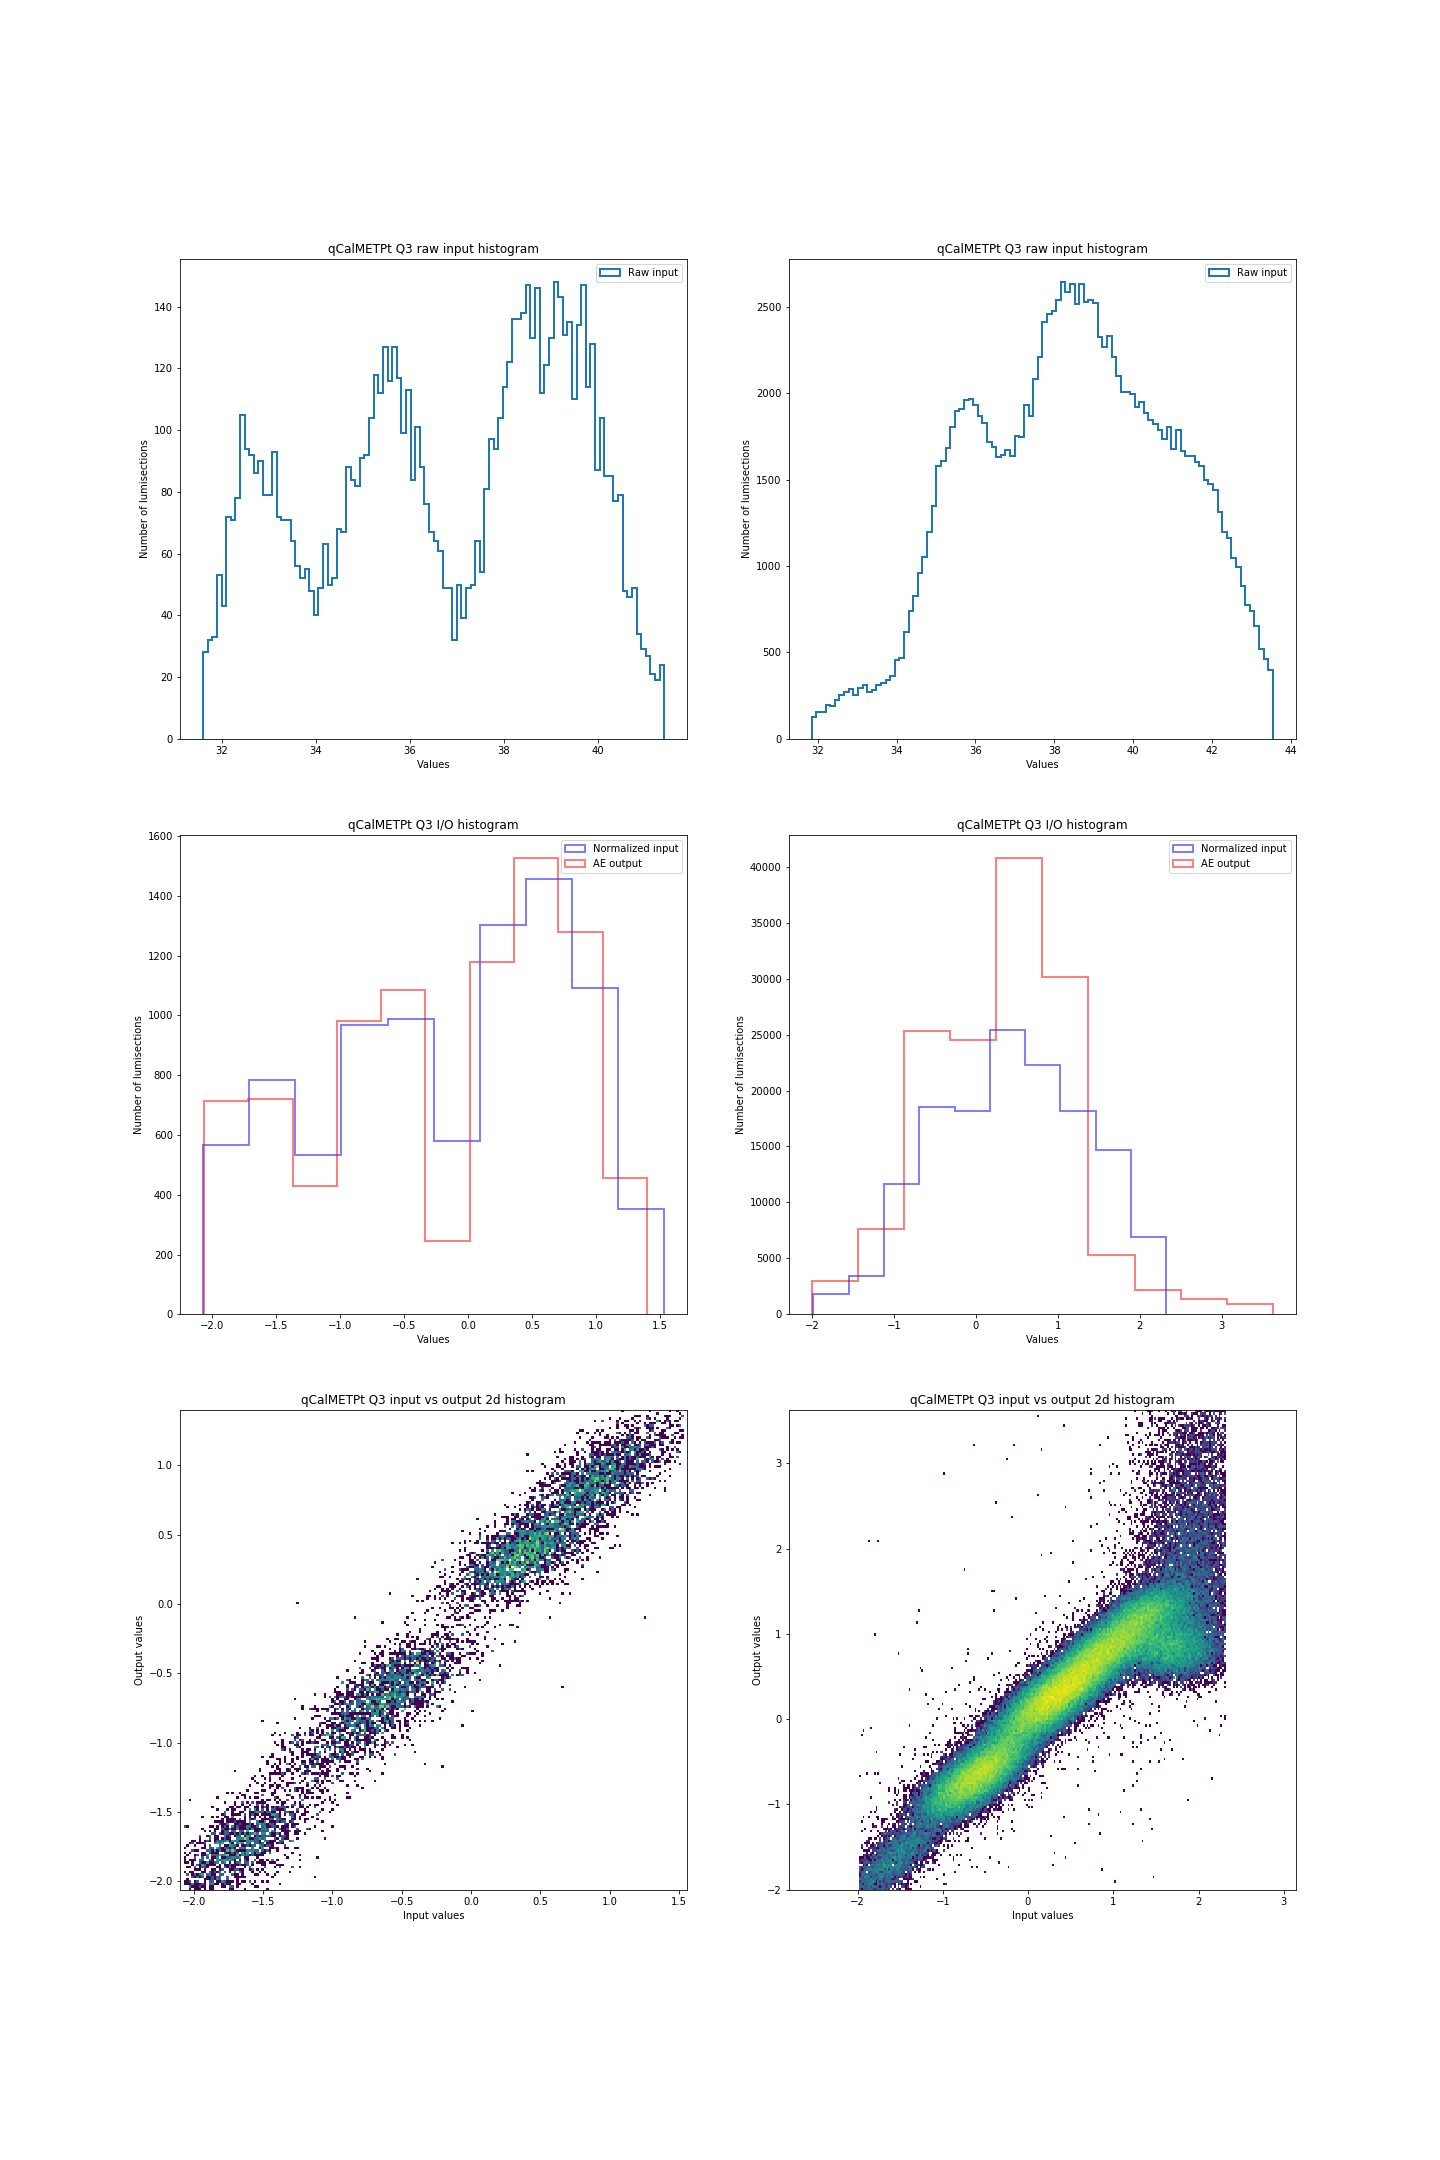 qCalMETPt Q3 raw input histogram
Raw input
140
120
100
80
60
40
20
0
Number of lumisections
32 34 36 38 40
Values
qCalMETPt Q3 raw input histogram
Raw input
2500
2000
1500
1000
500
0
Number of lumisections
32 34 36 38 40 42 44
Values
qCalMETPt Q3 I/O histogram
Normalized input
AE output
1600
1400
1200
1000
800
600
400
200
0
Number of lumisections
−2.0 −1.5 −1.0 −0.5 0.0 0.5 1.0 1.5
Values
qCalMETPt Q3 I/O histogram
Normalized input
AE output
40000
35000
30000
25000
20000
15000
10000
5000
0
Number of lumisections
−2 −1 0 1 2 3
Values
qCalMETPt Q3 input vs output 2d histogram
1.0
0.5
0.0
−0.5
−1.0
−1.5
−2.0
Output values
−2.0 −1.5 −1.0 −0.5 0.0 0.5 1.0 1.5
Input values
qCalMETPt Q3 input vs output 2d histogram
3
2
1
0
−1
−2
Output values
−2 −1 0 1 2 3
Input values